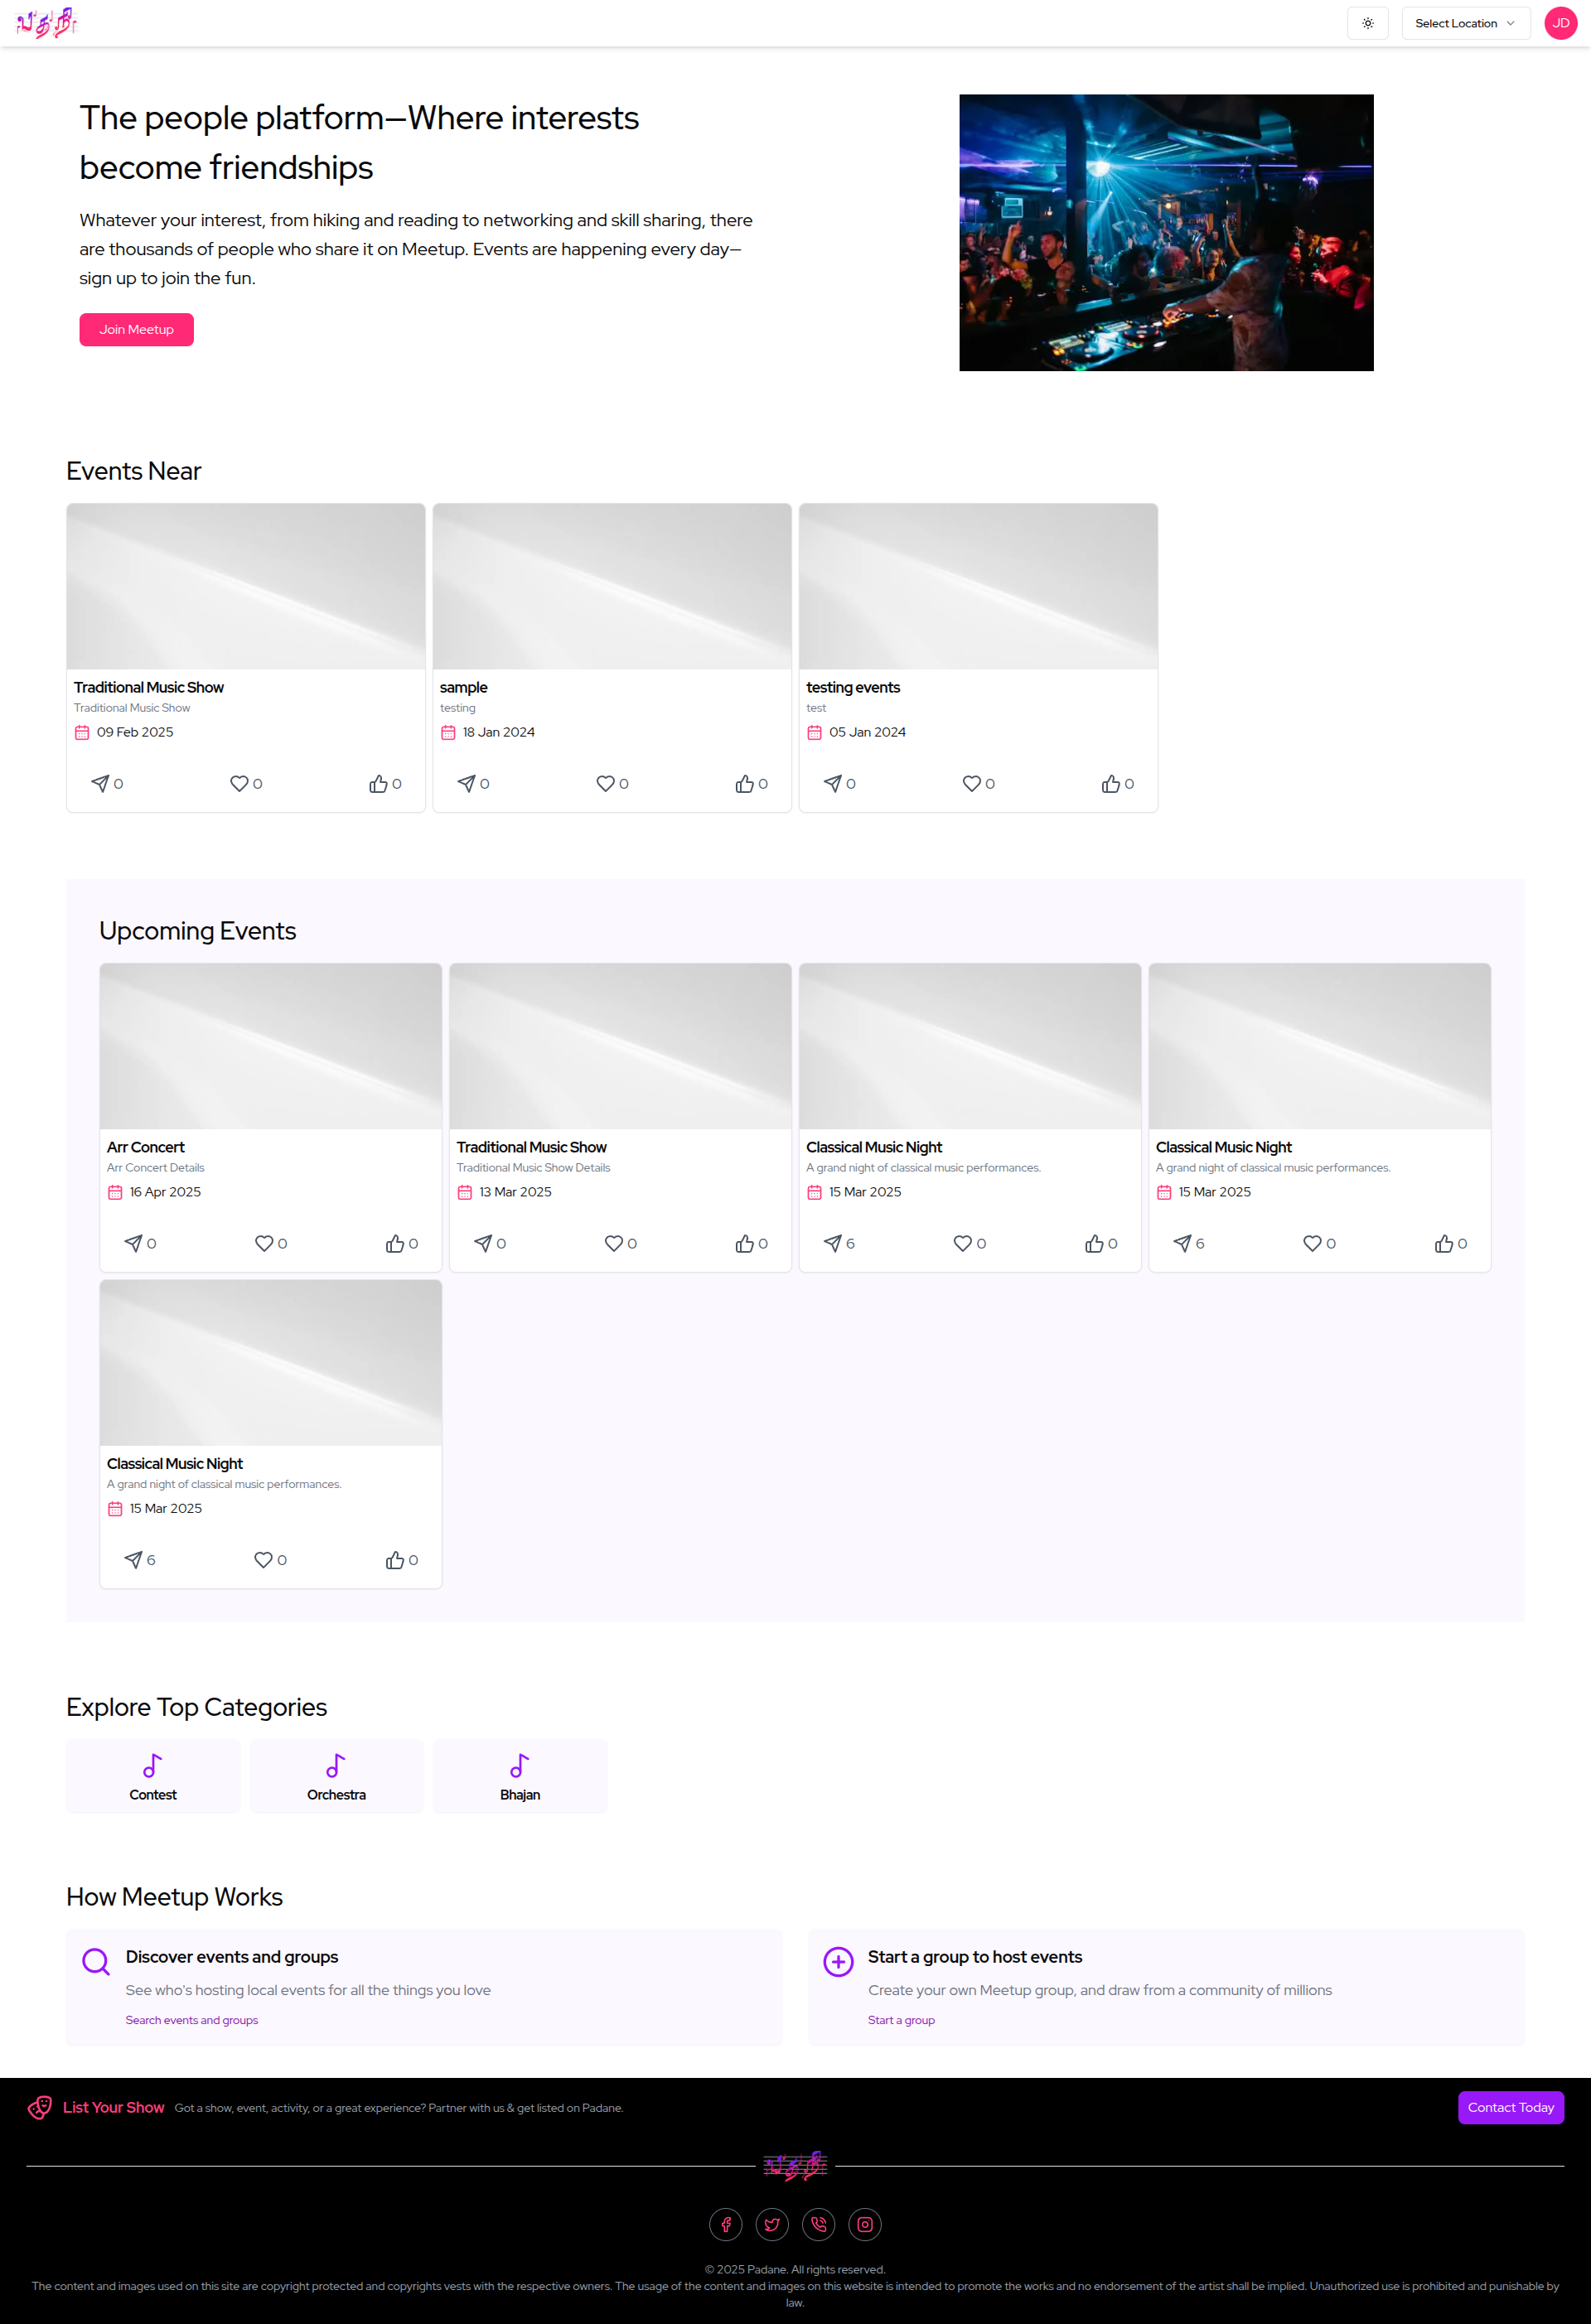 பததி
Select Location
JD
The people platform—Where interests
become friendships
Whatever your interest, from hiking and reading to networking and skill sharing, there
are thousands of people who share it on Meetup. Events are happening every day—
sign up to join the fun.
Join Meetup
Events Near
Traditional Music Show
Traditional Music Show
09 Feb 2025
0 0 0
sample
testing
18 Jan 2024
0 0 0
testing events
test
05 Jan 2024
0 0 0
Upcoming Events
Arr Concert
Arr Concert Details
16 Apr 2025
0 0 0
Traditional Music Show
Traditional Music Show Details
13 Mar 2025
0 0 0
Classical Music Night
A grand night of classical music performances.
15 Mar 2025
6 0 0
Classical Music Night
A grand night of classical music performances.
15 Mar 2025
6 0 0
Classical Music Night
A grand night of classical music performances.
15 Mar 2025
6 0 0
Explore Top Categories
Contest
Orchestra
Bhajan
How Meetup Works
Discover events and groups
See who's hosting local events for all the things you love
Search events and groups
Start a group to host events
Create your own Meetup group, and draw from a community of millions
Start a group
List Your Show Got a show, event, activity, or a great experience? Partner with us & get listed on Padane.
Contact Today
பததி
© 2025 Padane. All rights reserved.
The content and images used on this site are copyright protected and copyrights vests with the respective owners. The usage of the content and images on this website is intended to promote the works and no endorsement of the artist shall be implied. Unauthorized use is prohibited and punishable by
law.